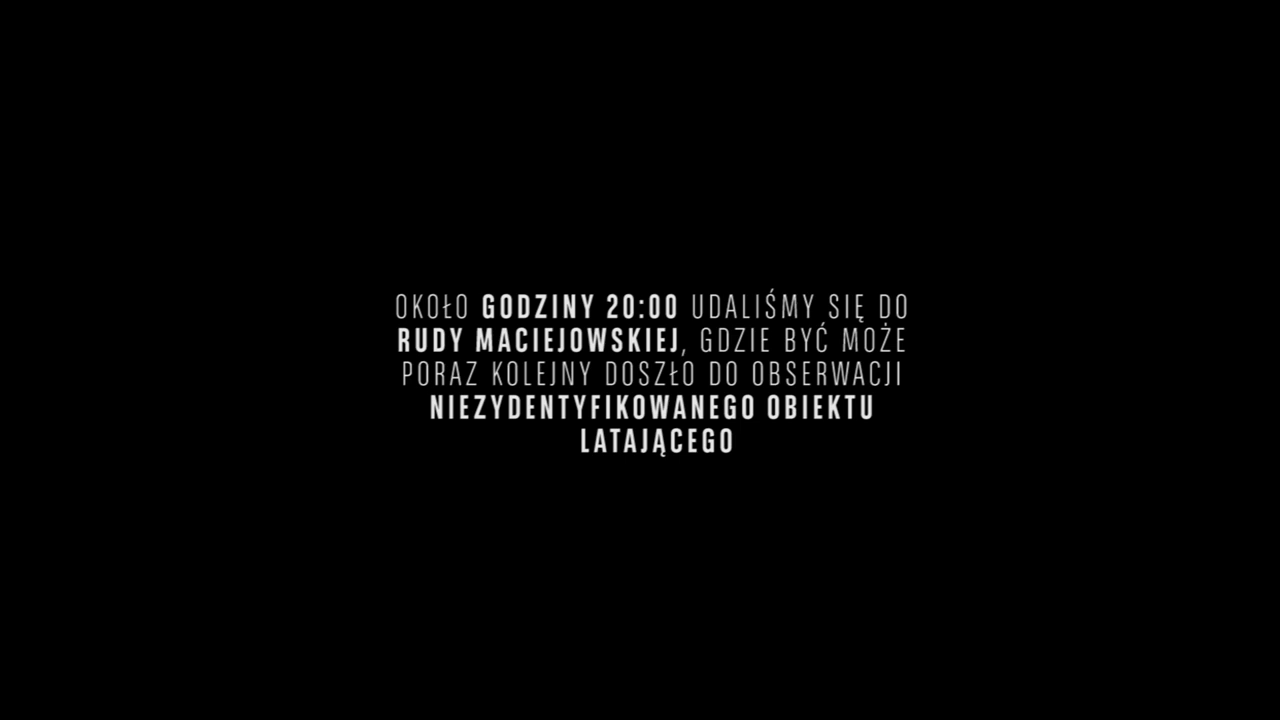 OKOŁO GODZINY 20:00 UDALIŚMY SIĘ DO
RUDY MACIEJOWSKIEJ, GDZIE BYĆ MOŻE
PORAZ KOLEJNY DOSZŁO DO OBSERWACJI
NIEZYDENTYFIKOWANEGO OBIEKTU
LATAJĄCEGO